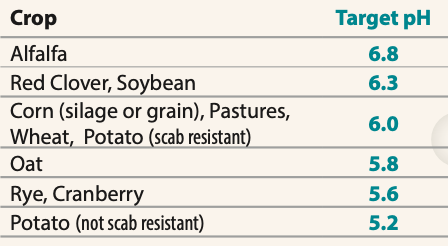 Crop Target pH
Alfalfa 6.8
Red Clover, Soybean 6.3
Corn (silage or grain), Pastures,
Wheat, Potato (scab resistant) 6.0
Oat 5.8
Rye, Cranberry 5.6
Potato (not scab resistant) 5.2